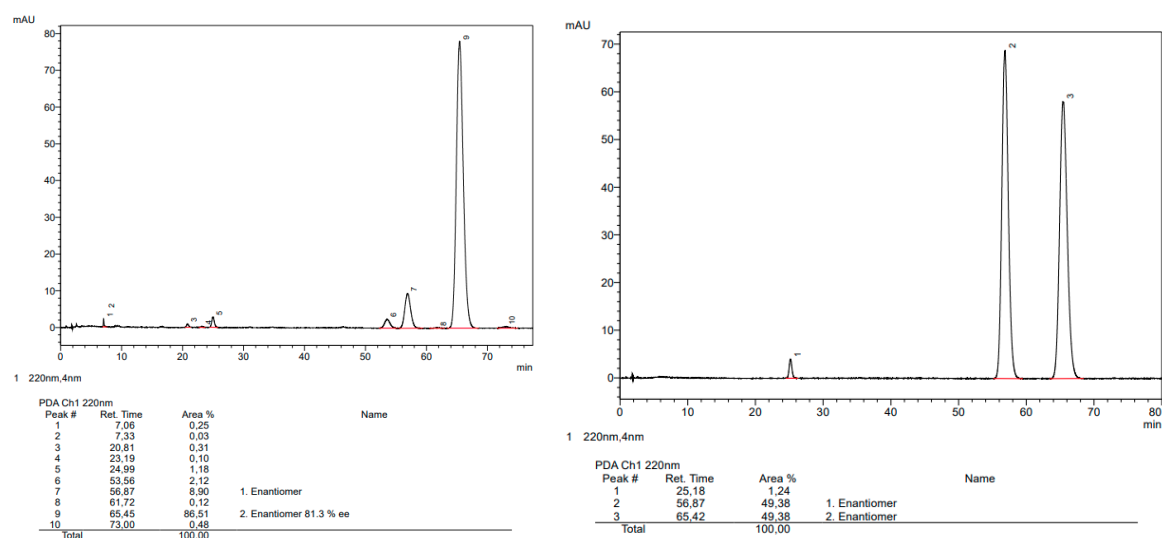 mAU
80
70
60
50
40
30
20
10
0
1
2
3
4
5
6
7
8
9
10
0 10 20 30 40 50 60 70
min
1 220nm,4nm
PDA Ch1 220nm
Peak # Ret. Time Area % Name
1 7,06 0,25
2 7,33 0,03
3 20,81 0,31
4 23,19 0,10
5 24,99 1,18
6 53,56 2,12
7 56,87 8,90 1. Enantiomer
8 61,72 0,12
9 65,45 86,51 2. Enantiomer 81.3 % ee
10 73,00 0,48
Total 100,00
mAU
70
60
50
40
30
20
10
0
1
2
3
0 10 20 30 40 50 60 70 80
min
1 220nm,4nm
PDA Ch1 220nm
Peak # Ret. Time Area % Name
1 25,18 1,24
2 56,87 49,38 1. Enantiomer
3 65,42 49,38 2. Enantiomer
Total 100,00